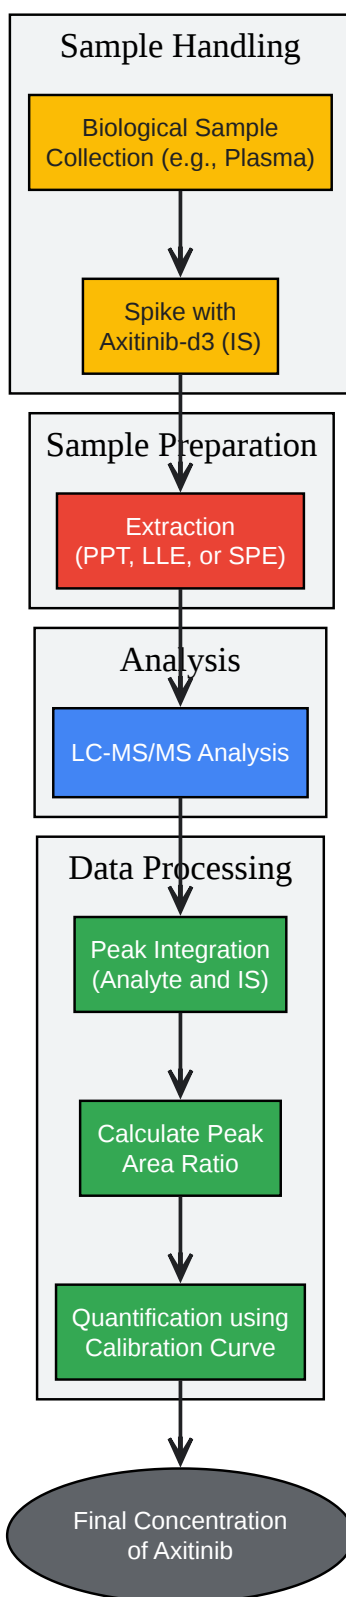 Sample Handling
Biological Sample
Collection (e.g., Plasma)
Spike with
Axitinib-d3 (IS)
Sample Preparation
Extraction
(PPT, LLE, or SPE)
Analysis
LC-MS/MS Analysis
Data Processing
Peak Integration
(Analyte and IS)
Calculate Peak
Area Ratio
Quantification using
Calibration Curve
Final Concentration
of Axitinib